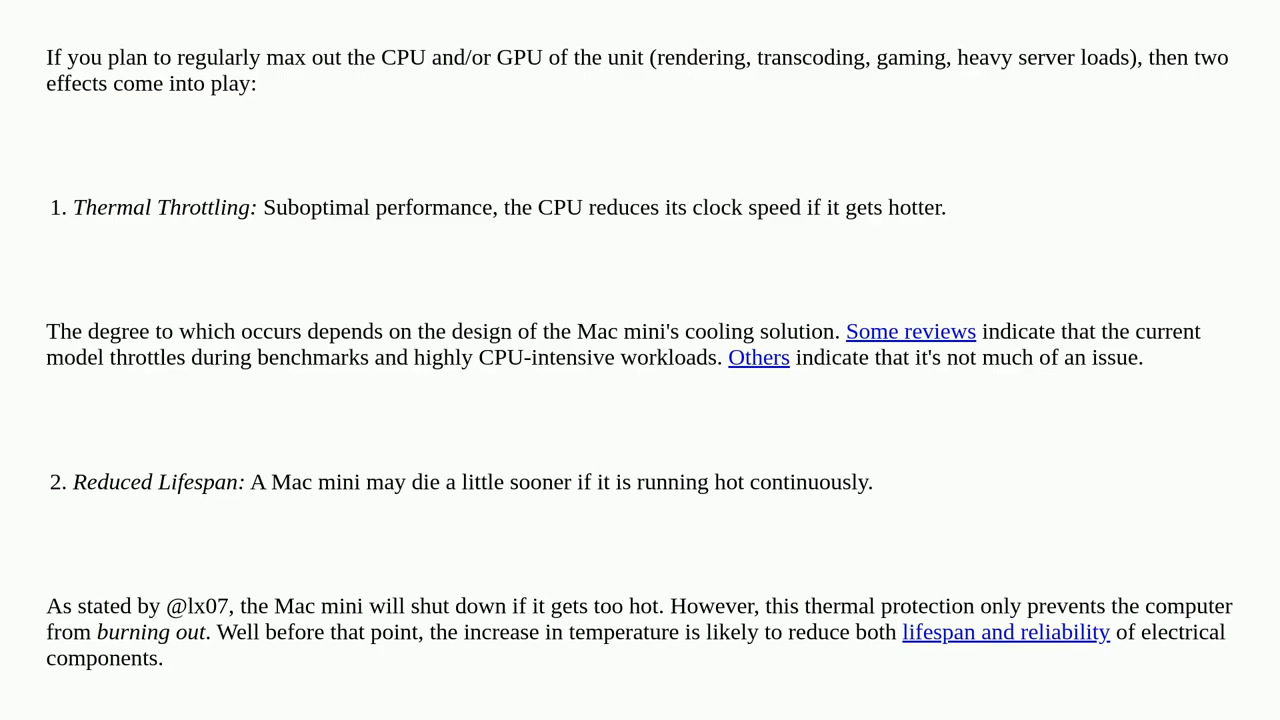 If you plan to regularly max out the CPU and/or GPU of the unit (rendering, transcoding, gaming, heavy server loads), then two
effects come into play:
1. Thermal Throttling: Suboptimal performance, the CPU reduces its clock speed if it gets hotter.
The degree to which occurs depends on the design of the Mac mini's cooling solution. Some reviews indicate that the current
model throttles during benchmarks and highly CPU-intensive workloads. Others indicate that it's not much of an issue.
2. Reduced Lifespan: A Mac mini may die a little sooner if it is running hot continuously.
As stated by @lx07, the Mac mini will shut down if it gets too hot. However, this thermal protection only prevents the computer
from burning out. Well before that point, the increase in temperature is likely to reduce both lifespan and reliability of electrical
components.